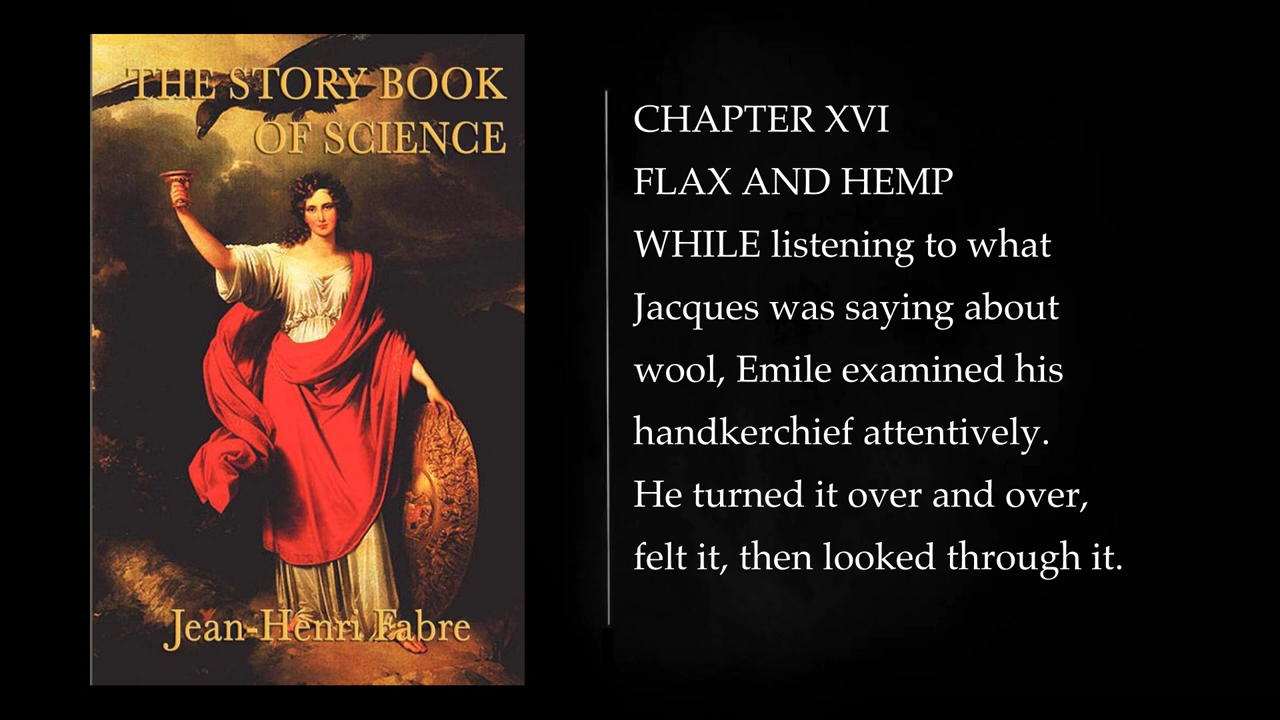 THE STORY BOOK
OF SCIENCE
Jean-Henri Fabre
CHAPTER XVI
FLAX AND HEMP
WHILE listening to what
Jacques was saying about
wool, Emile examined his
handkerchief attentively.
He turned it over and over,
felt it, then looked through it.